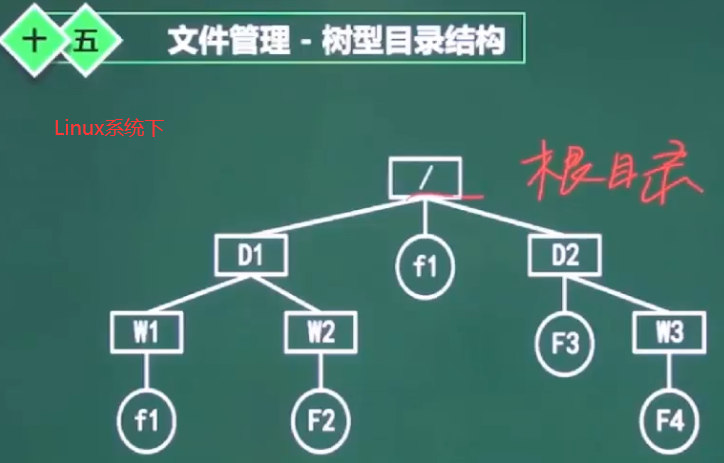 十五 文件管理 - 树型目录结构
Linux系统下
/ 根目录
D1 f1 D2
W1 W2 F3 W3
f1 F2 F4